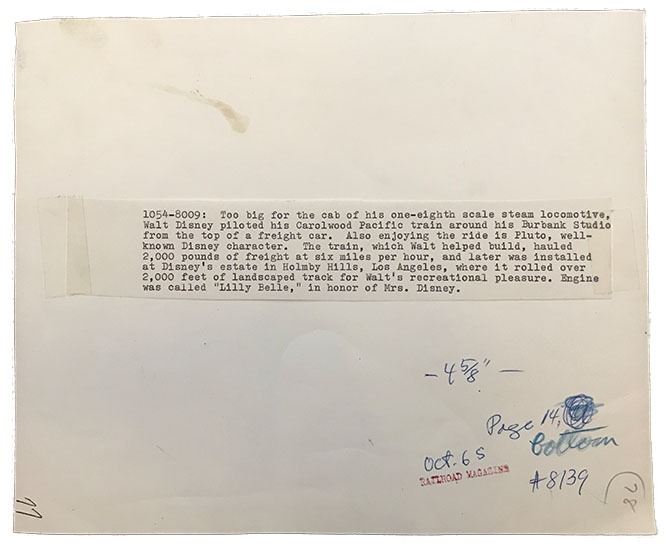 1054-8009: Too big for the cab of his one-eighth scale steam locomotive,
Walt Disney piloted his Carolwood Pacific train around his Burbank Studio
from the top of a freight car. Also enjoying the ride is Pluto, well-
known Disney character. The train, which Walt helped build, hauled
2,000 pounds of freight at six miles per hour, and later was installed
at Disney's estate in Holmby Hills, Los Angeles, where it rolled over
2,000 feet of landscaped track for Walt's recreational pleasure. Engine
was called "Lilly Belle," in honor of Mrs. Disney.
- 4 5/8" -
Page 14,
bottom
Oct. 65
RAILROAD MAGAZINE
#8139
78
77